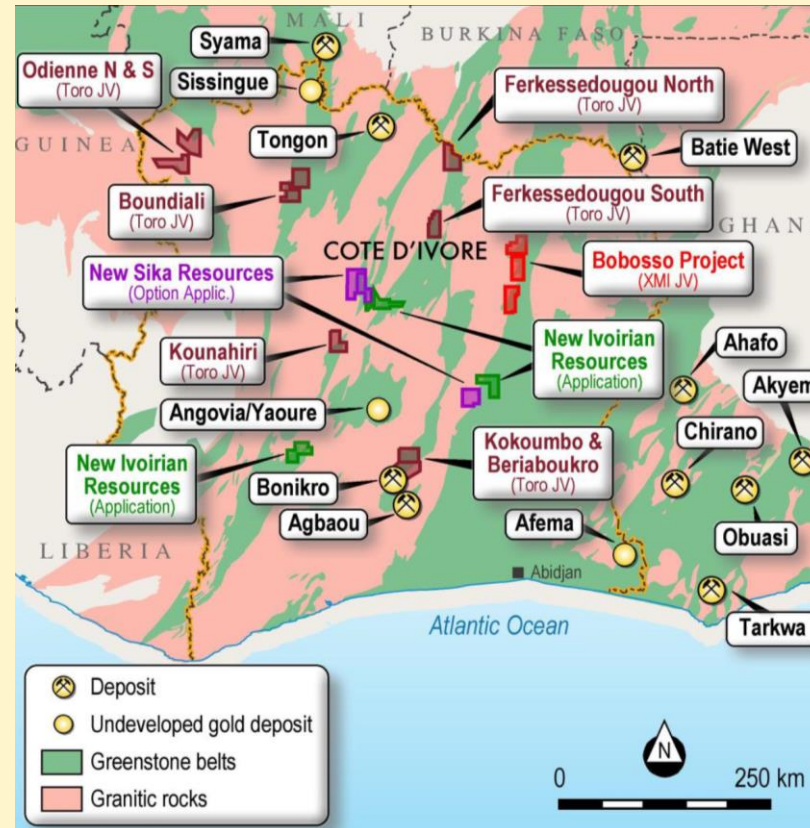 MALI
BURKINA FASO
Syama
Odienne N & S
(Toro JV)
Sissingue
Ferkessedougou North
(Toro JV)
GUINEA
Tongon
Batie West
Boundiali
(Toro JV)
Ferkessedougou South
(Toro JV)
GHAN
COTE D'IVORE
New Sika Resources
(Option Applic.)
Bobosso Project
(XMI JV)
Kounahiri
(Toro JV)
New Ivoirian
Resources
(Application)
Ahafo
Akyem
Angovia/Yaoure
Chirano
New Ivoirian
Resources
(Application)
Kokoumbo &
Beriaboukro
(Toro JV)
Bonikro
Agbaou
Afema
Obuasi
LIBERIA
Abidjan
Atlantic Ocean
Tarkwa
Deposit
Undeveloped gold deposit
Greenstone belts
Granitic rocks
N
0
250 km